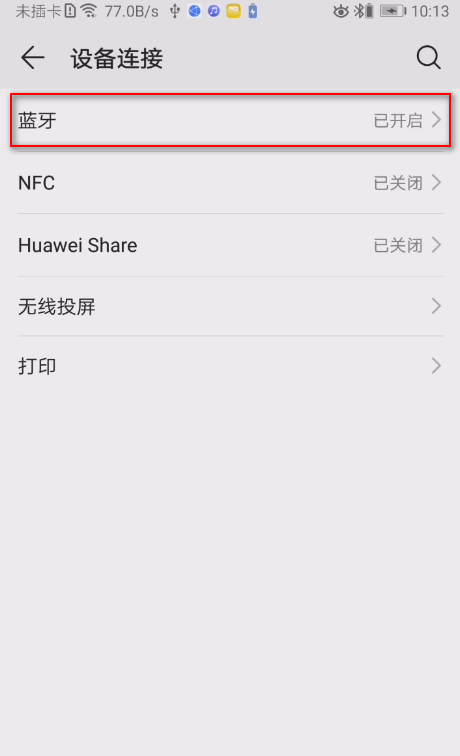 未插卡 77.0B/s 10:13
设备连接
蓝牙 已开启
NFC 已关闭
Huawei Share 已关闭
无线投屏
打印